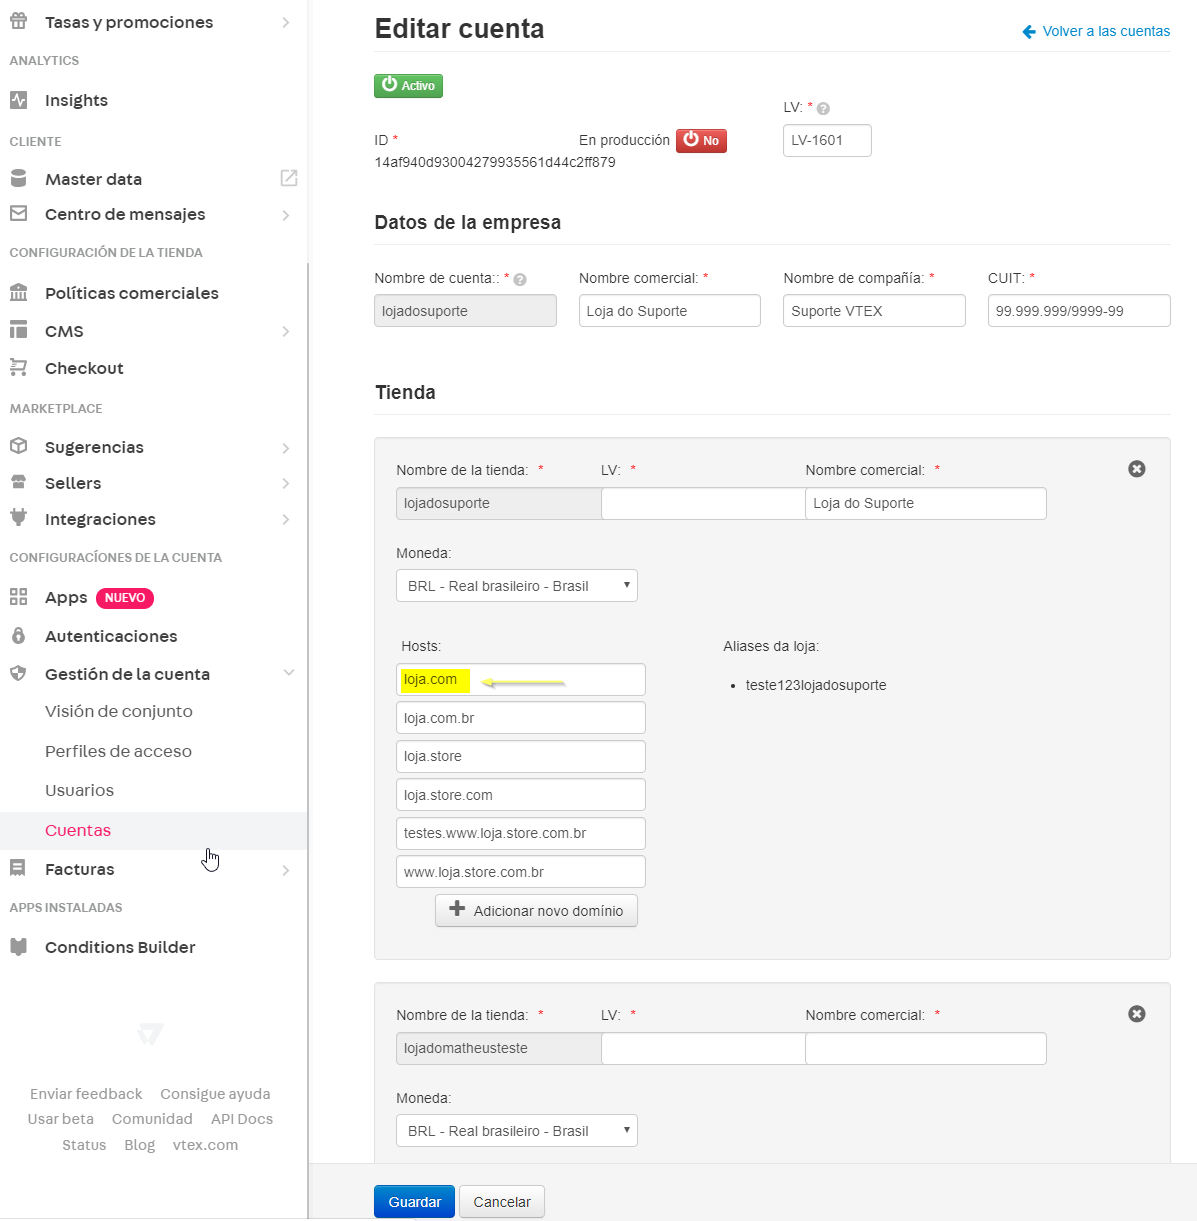 Tasas y promociones
ANALYTICS
Insights
CLIENTE
Master data
Centro de mensajes
CONFIGURACIÓN DE LA TIENDA
Políticas comerciales
CMS
Checkout
MARKETPLACE
Sugerencias
Sellers
Integraciones
CONFIGURACÍONES DE LA CUENTA
Apps NUEVO
Autenticaciones
Gestión de la cuenta
Visión de conjunto
Perfiles de acceso
Usuarios
Cuentas
Facturas
APPS INSTALADAS
Conditions Builder
Enviar feedback Consigue ayuda
Usar beta Comunidad API Docs
Status Blog vtex.com
Editar cuenta
Volver a las cuentas
Activo
LV: *
ID * En producción No LV-1601
14af940d93004279935561d44c2ff879
Datos de la empresa
Nombre de cuenta:: * Nombre comercial: * Nombre de compañía: * CUIT: *
lojadosuporte Loja do Suporte Suporte VTEX 99.999.999/9999-99
Tienda
Nombre de la tienda: * LV: * Nombre comercial: *
lojadosuporte Loja do Suporte
Moneda:
BRL - Real brasileiro - Brasil
Hosts: Aliases da loja:
loja.com
• teste123lojadosuporte
loja.com.br
loja.store
loja.store.com
testes.www.loja.store.com.br
www.loja.store.com.br
Adicionar novo domínio
Nombre de la tienda: * LV: * Nombre comercial: *
lojadomatheusteste
Moneda:
BRL - Real brasileiro - Brasil
Guardar Cancelar